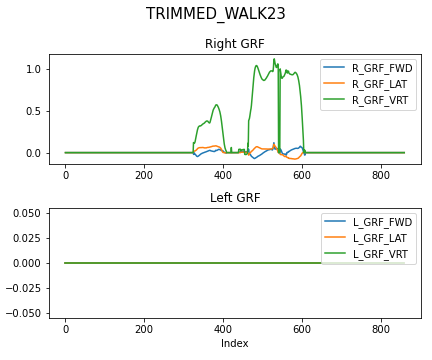 TRIMMED_WALK23
Right GRF
1.0
0.5
0.0
R_GRF_FWD
R_GRF_LAT
R_GRF_VRT
0 200 400 600 800
Left GRF
0.050
0.025
0.000
−0.025
−0.050
L_GRF_FWD
L_GRF_LAT
L_GRF_VRT
0 200 400 600 800
Index